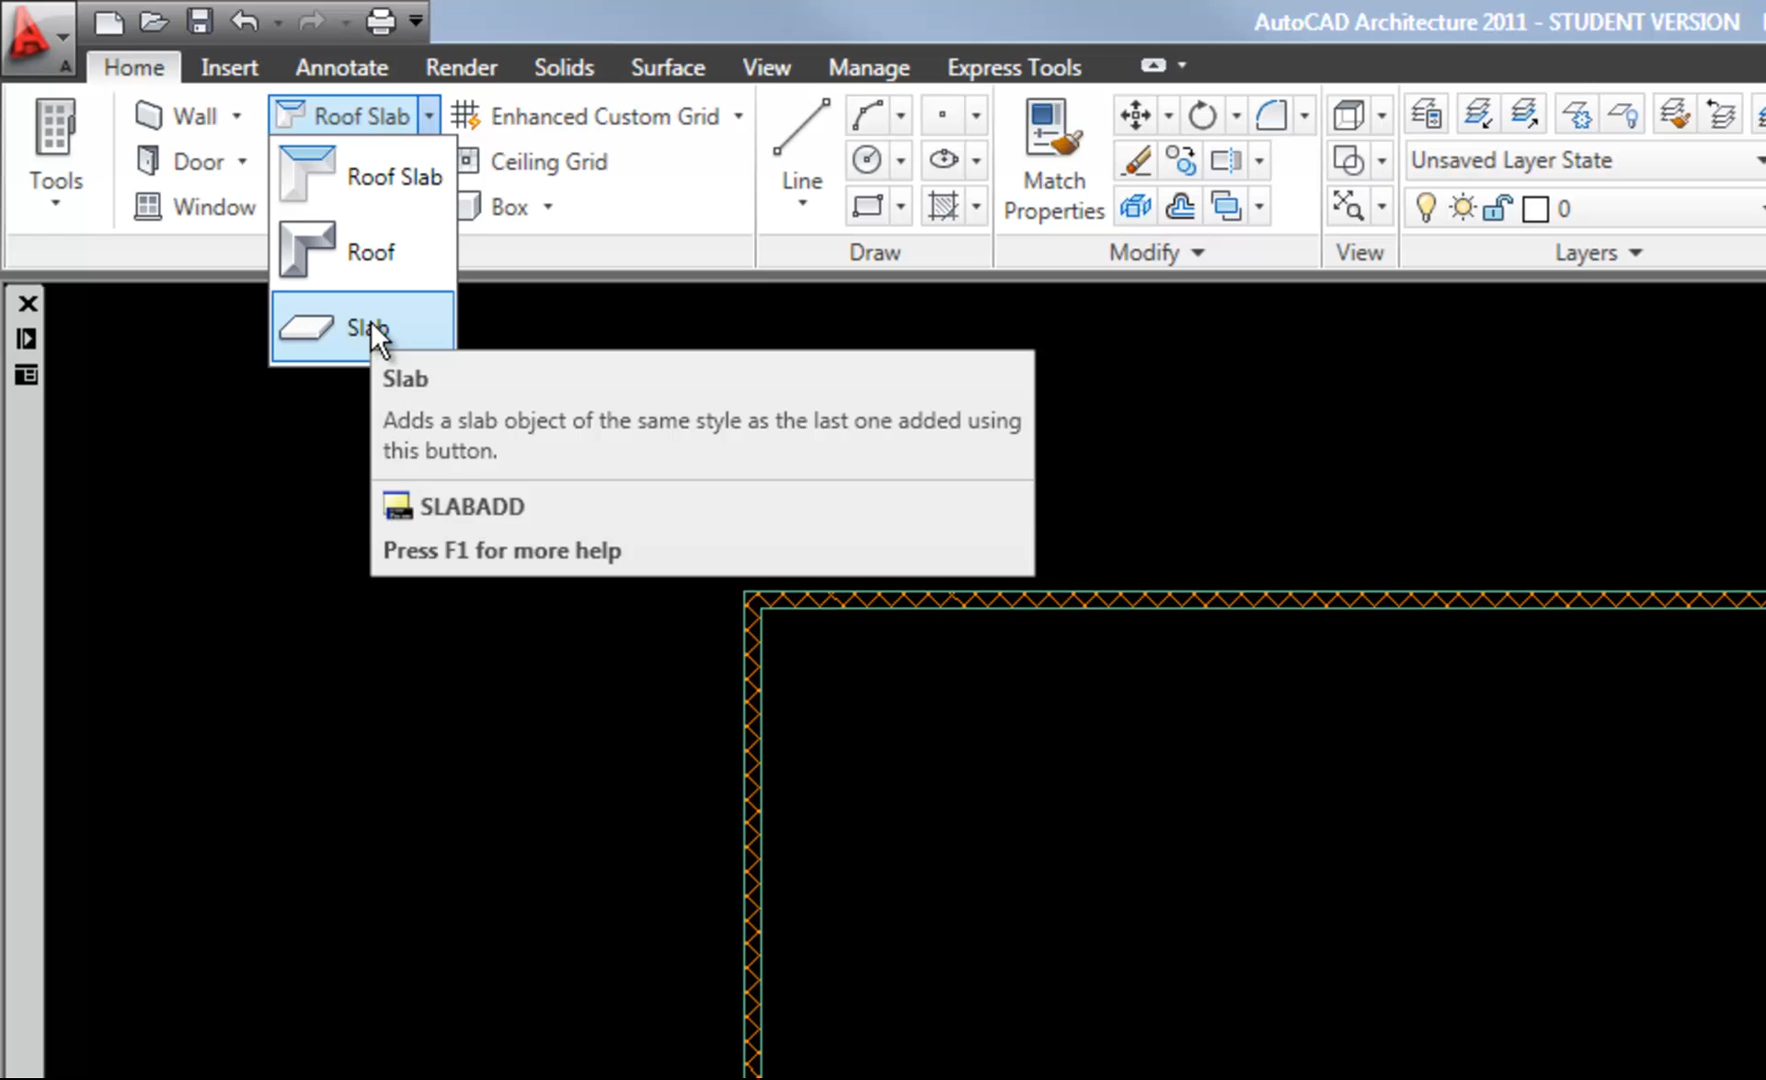 AutoCAD Architecture 2011 - STUDENT VERSION
A
Home Insert Annotate Render Solids Surface View Manage Express Tools
Tools
Wall
Door
Window
Roof Slab
Enhanced Custom Grid
Ceiling Grid
Box
Line
Draw
Match
Properties
Modify
View
Unsaved Layer State
0
Layers
Roof Slab
Roof
Slab
Slab
Adds a slab object of the same style as the last one added using
this button.
SLABADD
Press F1 for more help